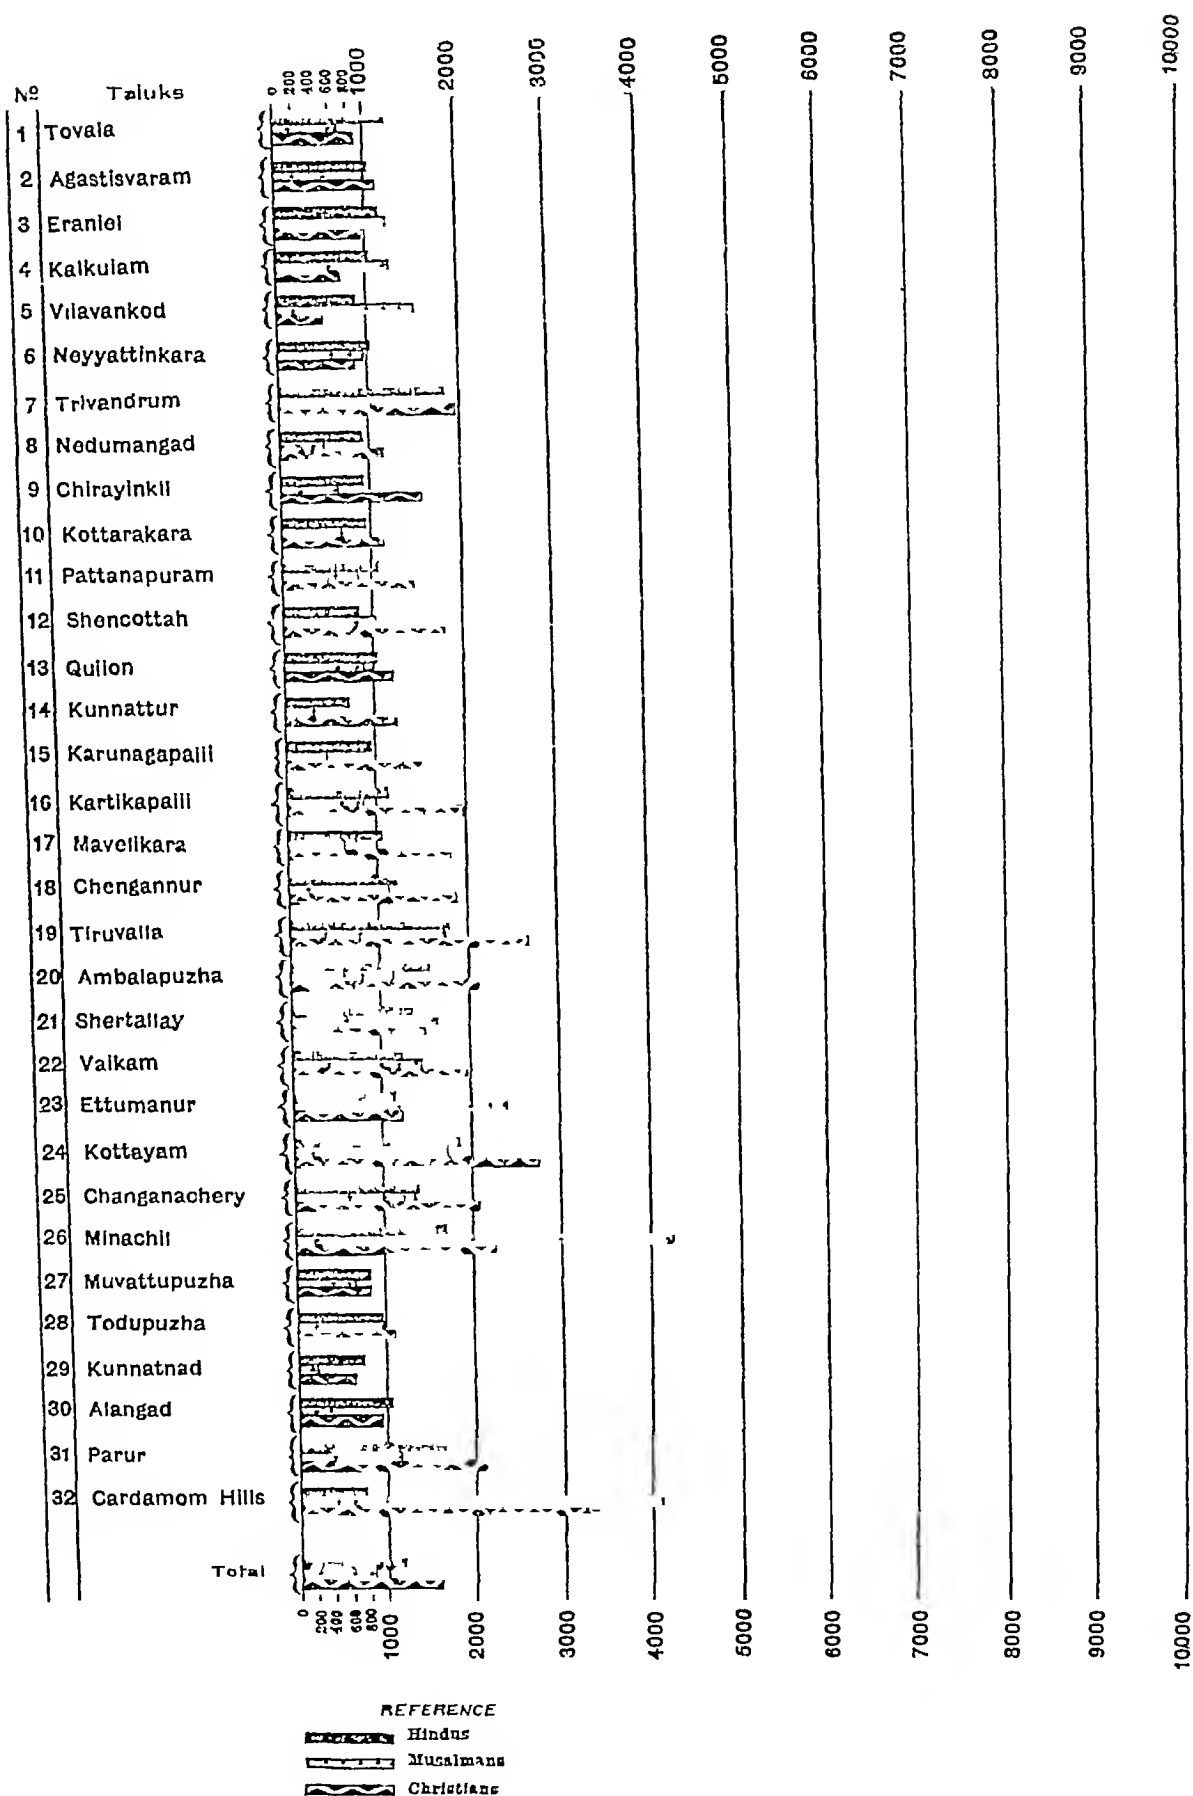 0 200 400 600 800 1000 2000 3000 4000 5000 6000 7000 8000 9000 10000
Nº Taluks
1 Tovala
2 Agastisvaram
3 Eraniel
4 Kalkulam
5 Vilavankod
6 Neyyattinkara
7 Trivandrum
8 Nedumangad
9 Chirayinkil
10 Kottarakara
11 Pattanapuram
12 Shencottah
13 Quilon
14 Kunnattur
15 Karunagapalli
16 Kartikapalli
17 Mavelikara
18 Chengannur
19 Tiruvalla
20 Ambalapuzha
21 Shertallay
22 Vaikam
23 Ettumanur
24 Kottayam
25 Changanachery
26 Minachil
27 Muvattupuzha
28 Todupuzha
29 Kunnatnad
30 Alangad
31 Parur
32 Cardamom Hills
Total
0 200 400 600 800 1000 2000 3000 4000 5000 6000 7000 8000 9000 10000
REFERENCE
Hindus
Musalmans
Christians